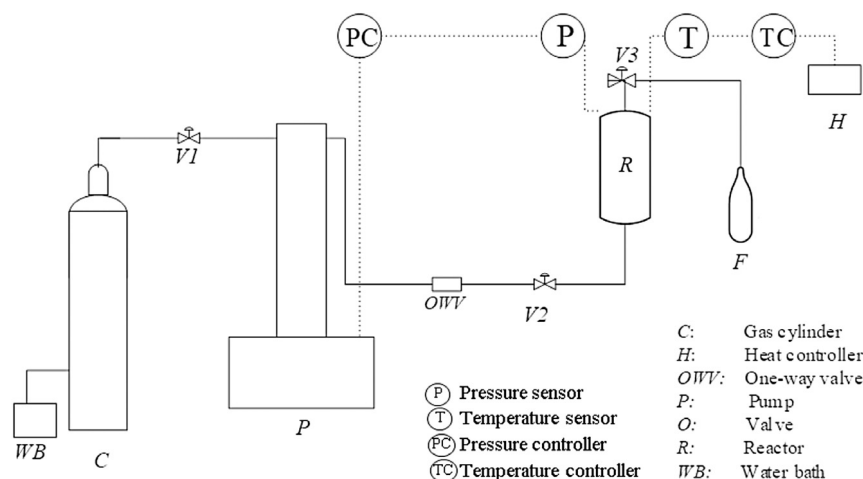 PC
P
T
TC
V3
H
V1
R
F
OWV
V2
WB
C
P
P Pressure sensor
T Temperature sensor
PC Pressure controller
TC Temperature controller
C: Gas cylinder
H: Heat controller
OWV: One-way valve
P: Pump
O: Valve
R: Reactor
WB: Water bath